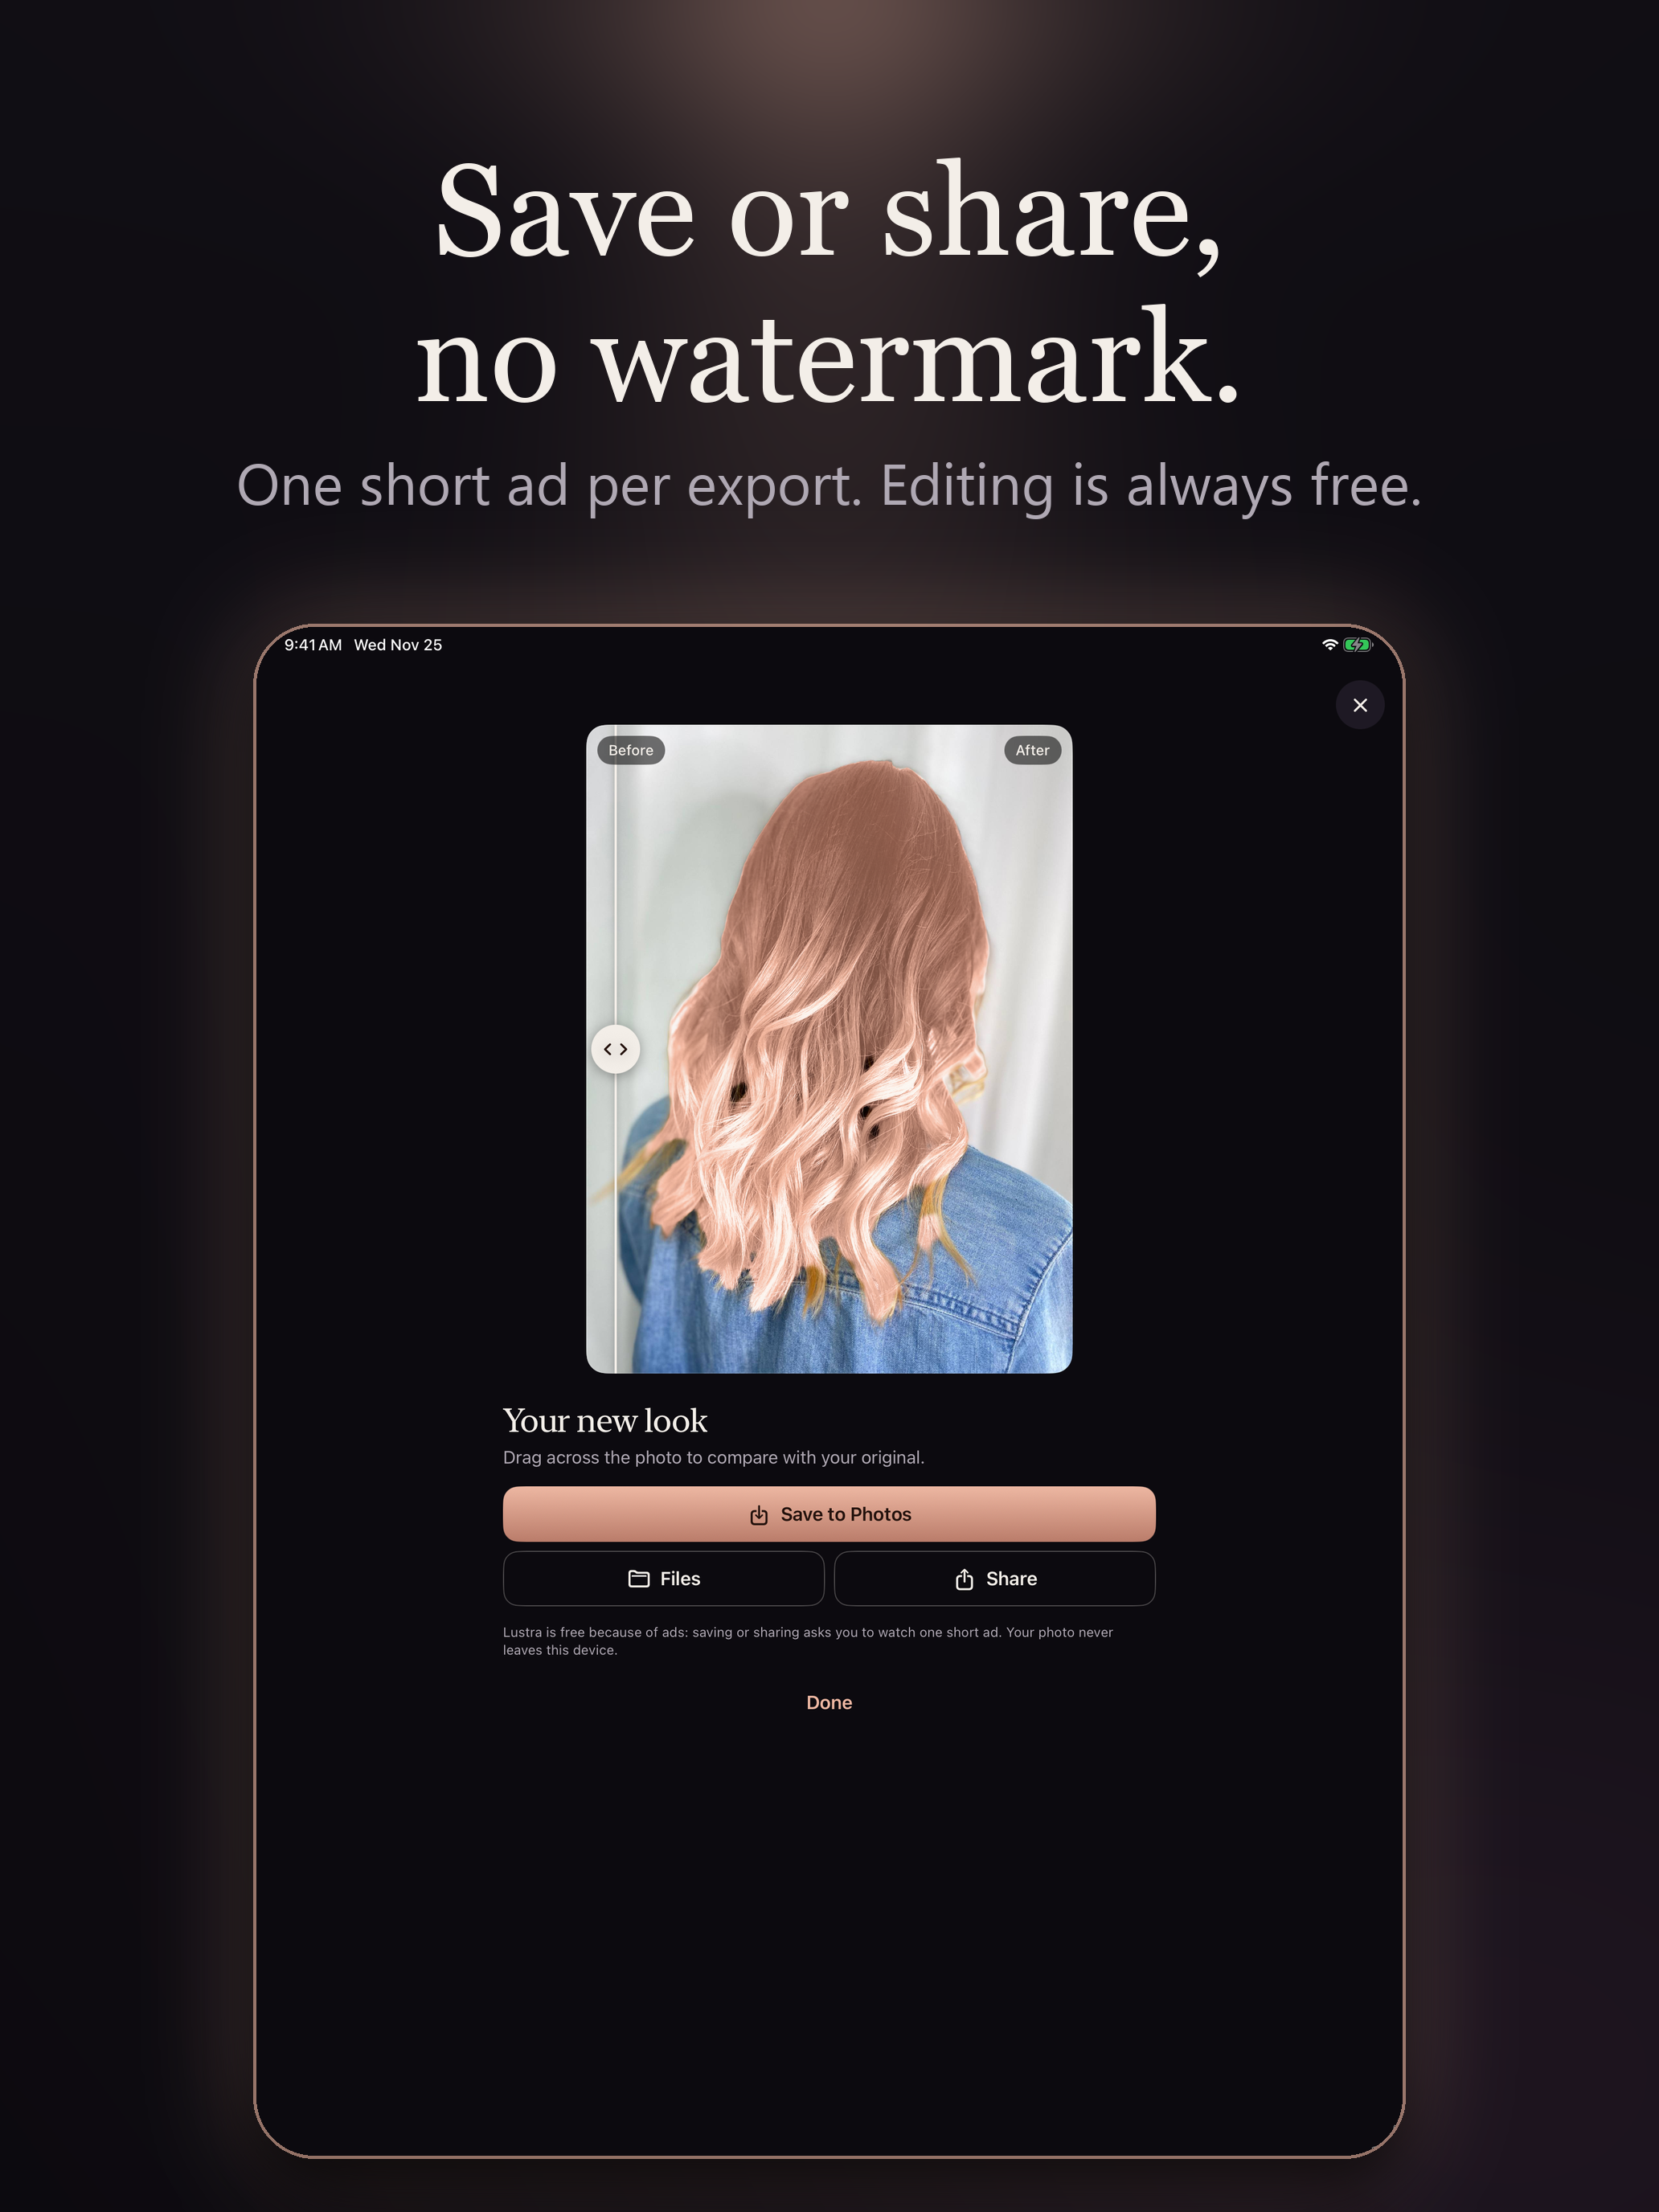 Save or share,
no watermark.
One short ad per export. Editing is always free.
9:41 AM Wed Nov 25
Before
After
Your new look
Drag across the photo to compare with your original.
Save to Photos
Files
Share
Lustra is free because of ads: saving or sharing asks you to watch one short ad. Your photo never
leaves this device.
Done